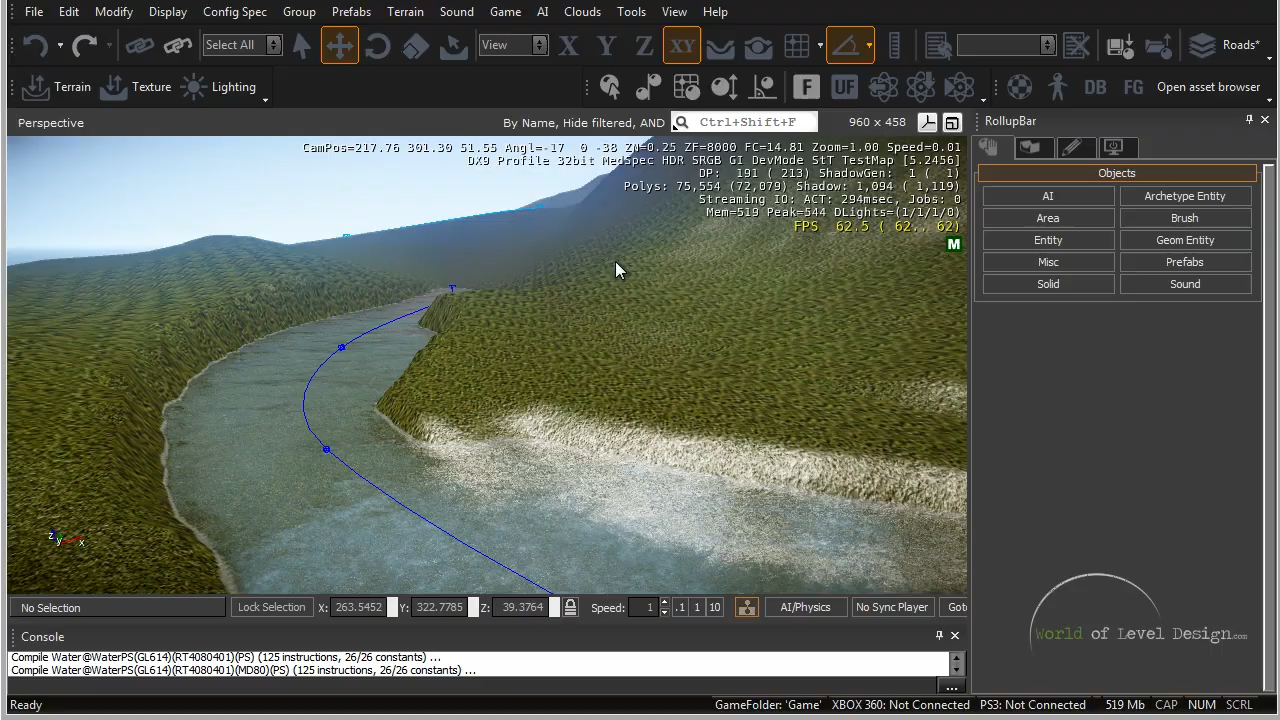 File Edit Modify Display Config Spec Group Prefabs Terrain Sound Game AI Clouds Tools View Help
Select All View X Y Z XY Roads*
Terrain Texture Lighting F UF DB FG Open asset browser
Perspective By Name, Hide filtered, AND Ctrl+Shift+F 960 x 458 RollupBar
CamPos=217.76 301.30 51.55 Angl=-17 0 -38 ZN=0.25 ZF=8000 FC=14.81 Zoom=1.00 Speed=0.01
DX9 Profile 32bit MedSpec HDR SRGB GI DevMode StT TestMap [5.2456]
DP: 191 ( 213) ShadowGen: 1 ( 1)
Polys: 75,554 (72,079) Shadow: 1,094 ( 1,119)
Streaming IO: ACT: 294msec, Jobs: 0
Mem=519 Peak=544 DLights=(1/1/1/0)
FPS 62.5 ( 62.. 62)
M
Objects
AI Archetype Entity
Area Brush
Entity Geom Entity
Misc Prefabs
Solid Sound
z y x
No Selection Lock Selection X: 263.5452 Y: 322.7785 Z: 39.3764 Speed: 1 .1 1 10 AI/Physics No Sync Player Goto
World of Level Design.com
Console
Compile Water@WaterPS(GL614)(RT4080401)(PS) (125 instructions, 26/26 constants) ...
Compile Water@WaterPS(GL614)(RT4080401)(MD80)(PS) (125 instructions, 26/26 constants) ...
...
Ready GameFolder: 'Game' XBOX 360: Not Connected PS3: Not Connected 519 Mb CAP NUM SCRL